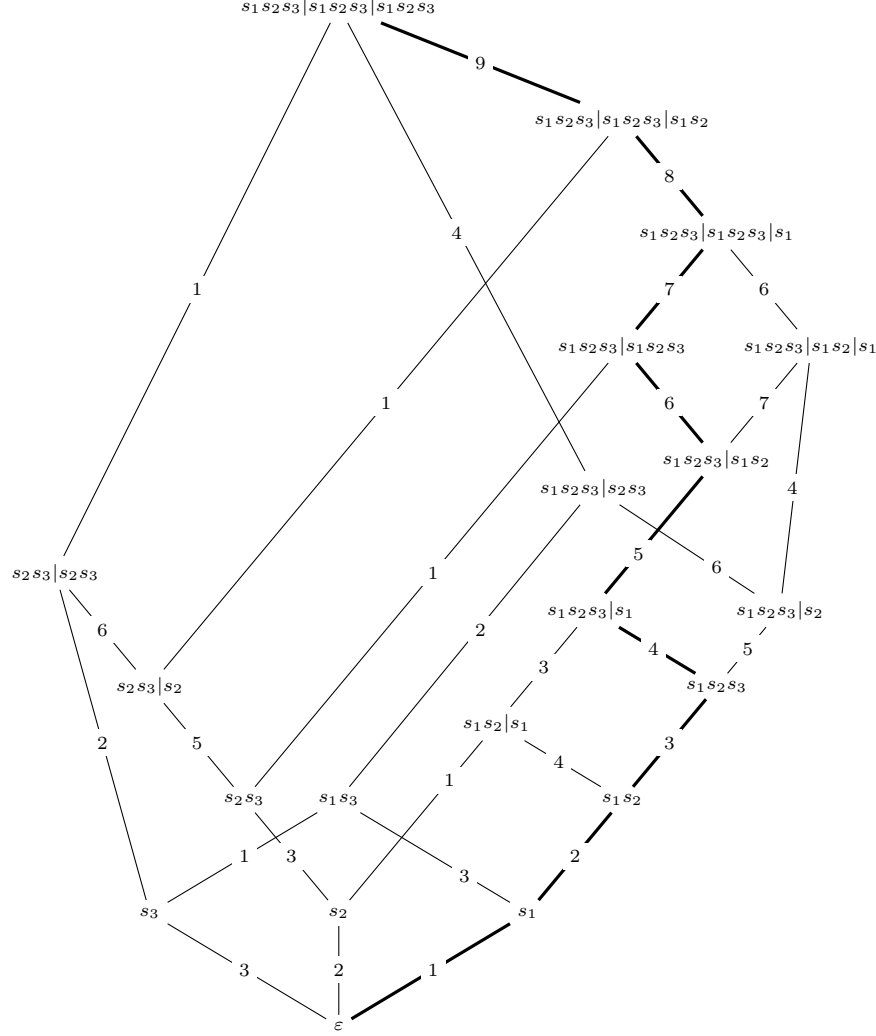 s₁s₂s₃|s₁s₂s₃|s₁s₂s₃
9
s₁s₂s₃|s₁s₂s₃|s₁s₂
8
s₁s₂s₃|s₁s₂s₃|s₁
4
1
7
6
s₁s₂s₃|s₁s₂s₃
s₁s₂s₃|s₁s₂|s₁
1
6
7
s₁s₂s₃|s₁s₂
s₁s₂s₃|s₂s₃
4
5
6
s₂s₃|s₂s₃
1
s₁s₂s₃|s₁
s₁s₂s₃|s₂
6
2
4
5
3
s₂s₃|s₂
s₁s₂s₃
s₁s₂|s₁
2
5
3
4
1
s₂s₃
s₁s₃
s₁s₂
1
3
2
3
s₃
s₂
s₁
3
2
1
ε